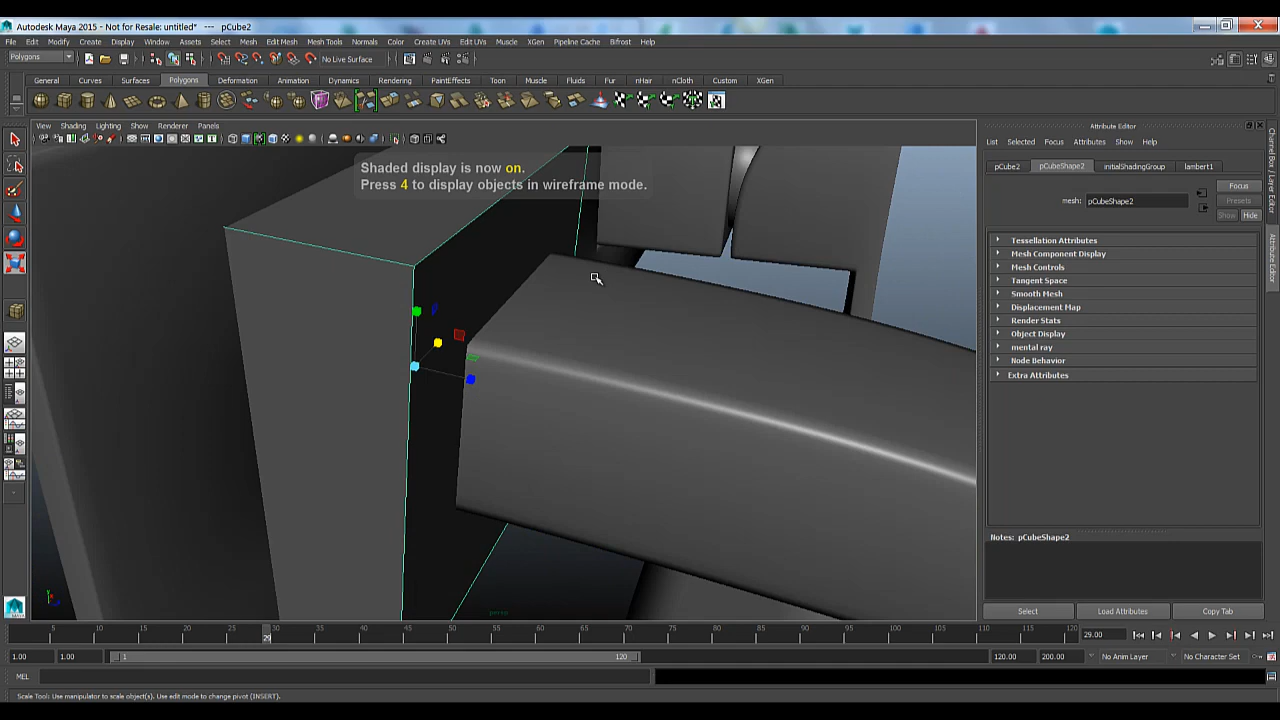 Autodesk Maya 2015 - Not for Resale: untitled* --- pCube2
File Edit Modify Create Display Window Assets Select Mesh Edit Mesh Mesh Tools Normals Color Create UVs Edit UVs Muscle XGen Pipeline Cache Bifrost Help
Polygons No Live Surface
General Curves Surfaces Polygons Deformation Animation Dynamics Rendering PaintEffects Toon Muscle Fluids Fur nHair nCloth Custom XGen
View Shading Lighting Show Renderer Panels
Attribute Editor
List Selected Focus Attributes Show Help
Shaded display is now on.
Press 4 to display objects in wireframe mode.
pCube2 pCubeShape2 initialShadingGroup lambert1
Focus
mesh: pCubeShape2 Presets
Show Hide
Tessellation Attributes
Mesh Component Display
Mesh Controls
Tangent Space
Smooth Mesh
Displacement Map
Render Stats
Object Display
mental ray
Node Behavior
Extra Attributes
Channel Box / Layer Editor
Attribute Editor
Notes: pCubeShape2
persp
Select Load Attributes Copy Tab
5 10 15 20 25 30 35 40 45 50 55 60 65 70 75 80 85 90 95 100 105 110 115 120
29 29.00
1.00 1.00 1 120 120.00 200.00 No Anim Layer No Character Set
MEL
Scale Tool: Use manipulator to scale object(s). Use edit mode to change pivot (INSERT).